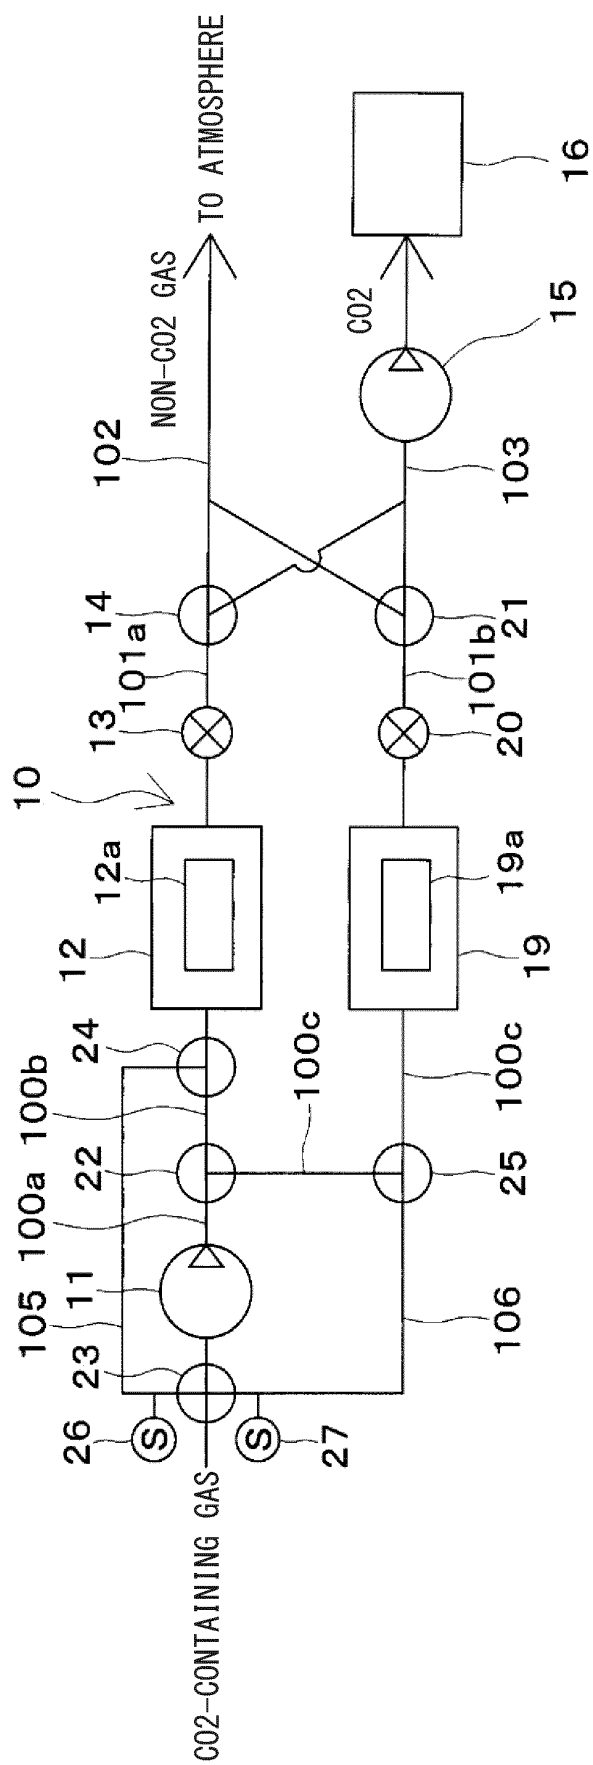 10
105
100a
100b
26
23
11
22
24
12
12a
13
101a
14
102
NON-CO2 GAS
S
CO2-CONTAINING GAS
TO ATMOSPHERE
S
27
100c
CO2
106
25
100c
19
19a
20
101b
21
103
15
16